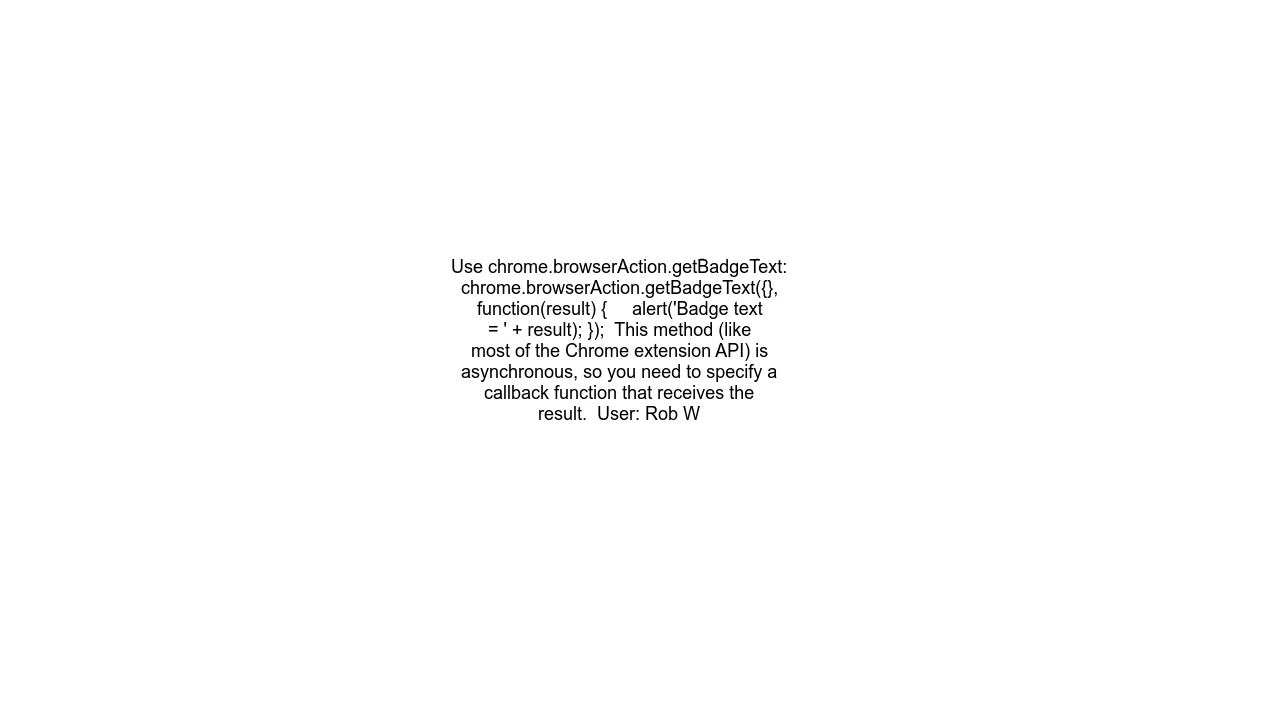 Use chrome.browserAction.getBadgeText:
chrome.browserAction.getBadgeText({},
function(result) {     alert('Badge text
= ' + result); });  This method (like
most of the Chrome extension API) is
asynchronous, so you need to specify a
callback function that receives the
result.  User: Rob W